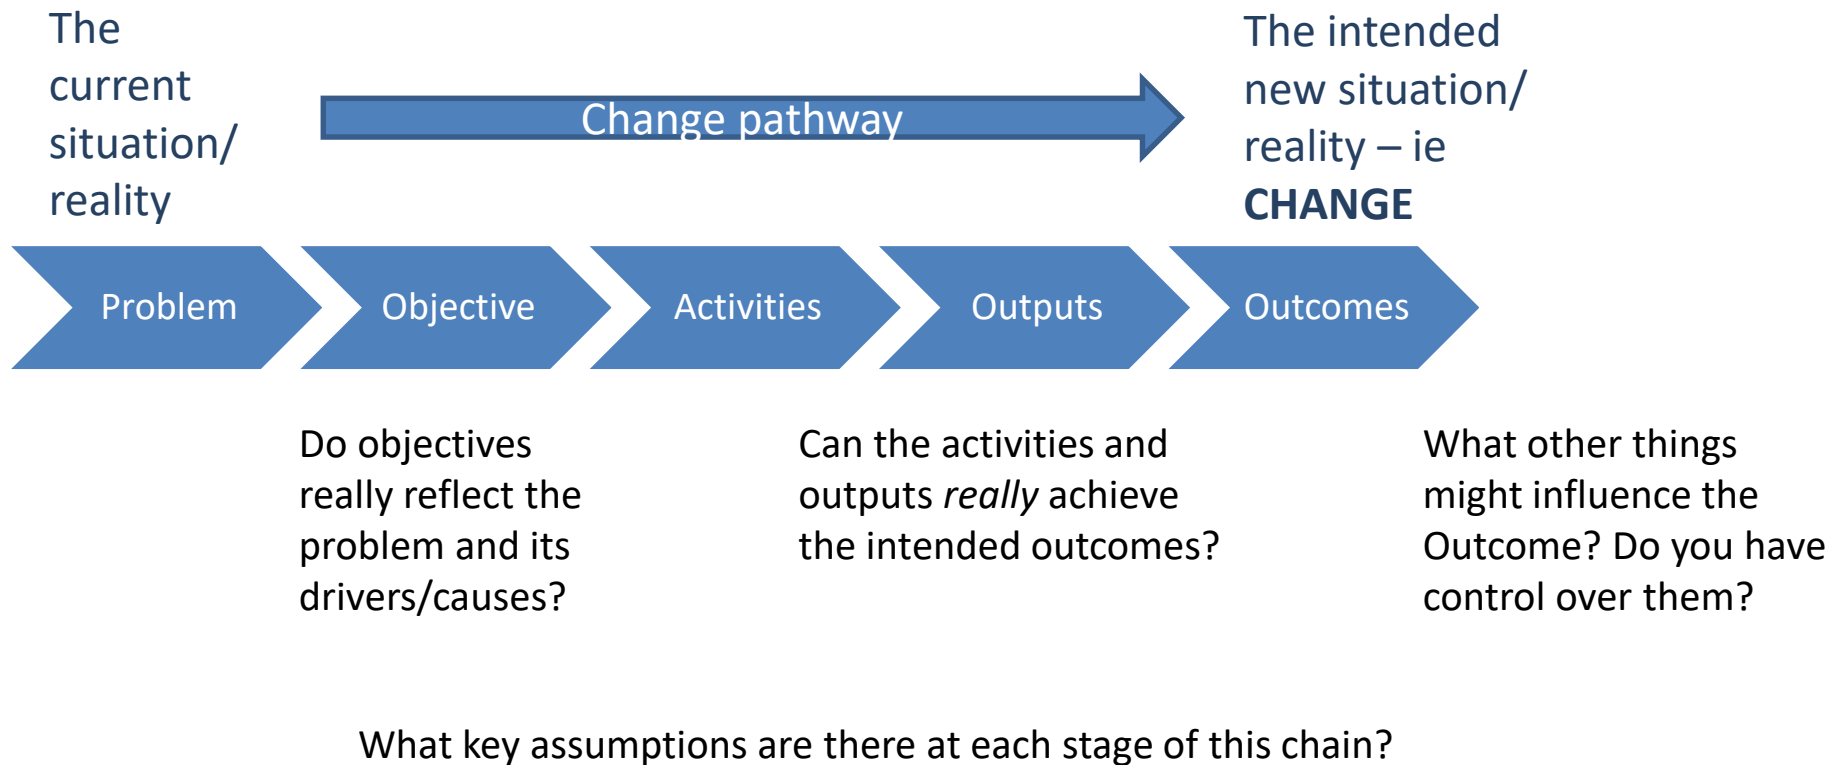 The
current
situation/
reality
Change pathway
The intended
new situation/
reality – ie
CHANGE
Problem
Objective
Activities
Outputs
Outcomes
Do objectives
really reflect the
problem and its
drivers/causes?
Can the activities and
outputs really achieve
the intended outcomes?
What other things
might influence the
Outcome? Do you have
control over them?
What key assumptions are there at each stage of this chain?